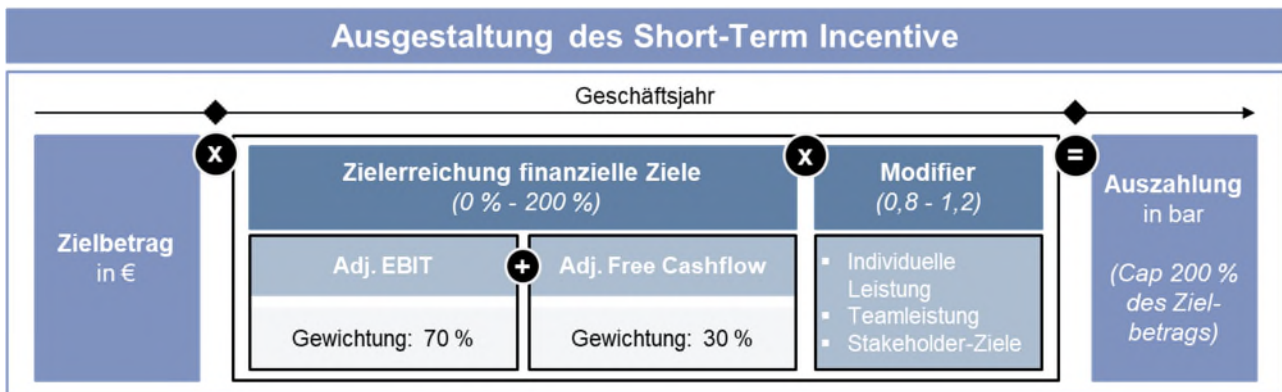 Ausgestaltung des Short-Term Incentive
Geschäftsjahr
Zielbetrag
in €
x
Zielerreichung finanzielle Ziele
(0 % - 200 %)
Adj. EBIT
Gewichtung: 70 %
+
Adj. Free Cashflow
Gewichtung: 30 %
x
Modifier
(0,8 - 1,2)
▪ Individuelle
Leistung
▪ Teamleistung
▪ Stakeholder-Ziele
=
Auszahlung
in bar
(Cap 200 %
des Ziel-
betrags)